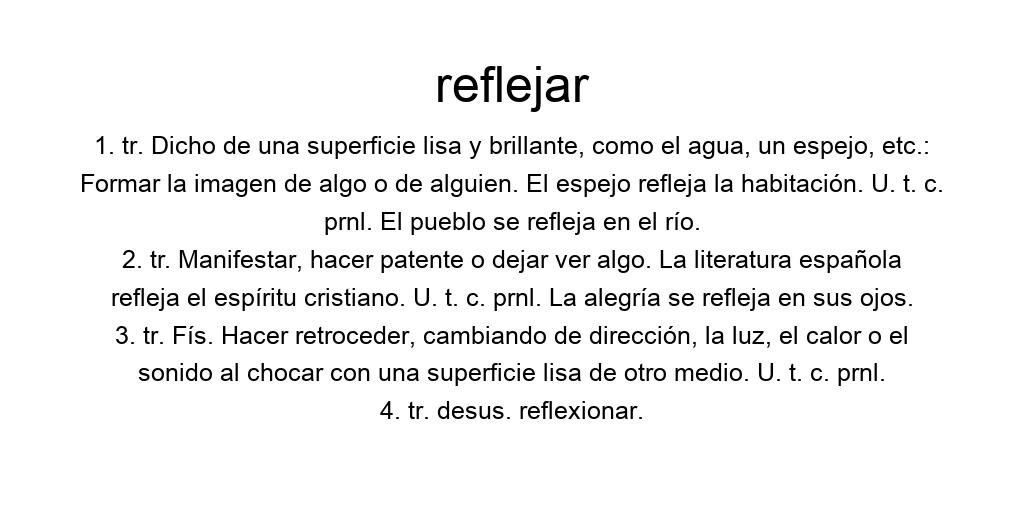 reflejar
1. tr. Dicho de una superficie lisa y brillante, como el agua, un espejo, etc.:
Formar la imagen de algo o de alguien. El espejo refleja la habitación. U. t. c.
prnl. El pueblo se refleja en el río.
2. tr. Manifestar, hacer patente o dejar ver algo. La literatura española
refleja el espíritu cristiano. U. t. c. prnl. La alegría se refleja en sus ojos.
3. tr. Fís. Hacer retroceder, cambiando de dirección, la luz, el calor o el
sonido al chocar con una superficie lisa de otro medio. U. t. c. prnl.
4. tr. desus. reflexionar.